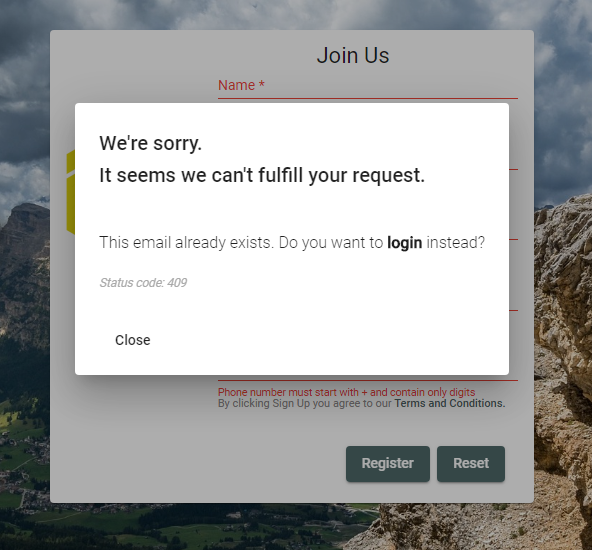 Join Us
Name *
We're sorry.
It seems we can't fulfill your request.
This email already exists. Do you want to login instead?
Status code: 409
Close
Phone number must start with + and contain only digits
By clicking Sign Up you agree to our Terms and Conditions.
Register Reset